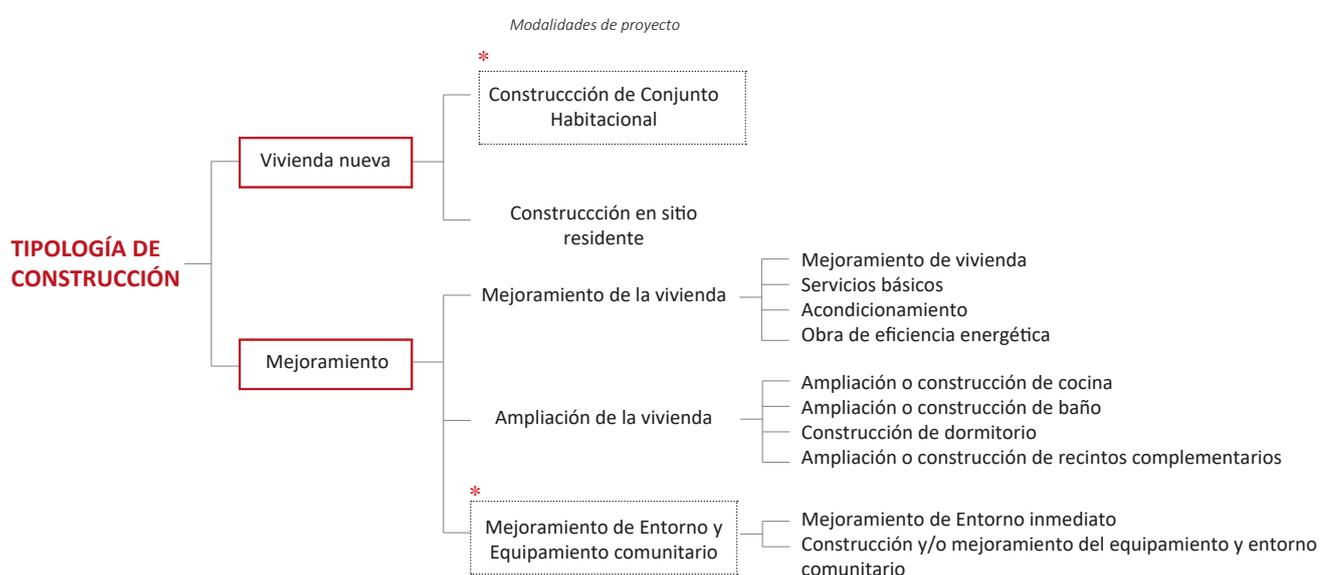 Modalidades de proyecto
*
Construccción de Conjunto
Habitacional
Vivienda nueva
Construccción en sitio
residente
TIPOLOGÍA DE
CONSTRUCCIÓN
Mejoramiento de la vivienda
Mejoramiento de vivienda
Servicios básicos
Acondicionamiento
Obra de eficiencia energética
Mejoramiento
Ampliación de la vivienda
Ampliación o construcción de cocina
Ampliación o construcción de baño
Construcción de dormitorio
Ampliación o construcción de recintos complementarios
*
Mejoramiento de Entorno y
Equipamiento comunitario
Mejoramiento de Entorno inmediato
Construcción y/o mejoramiento del equipamiento y entorno
comunitario